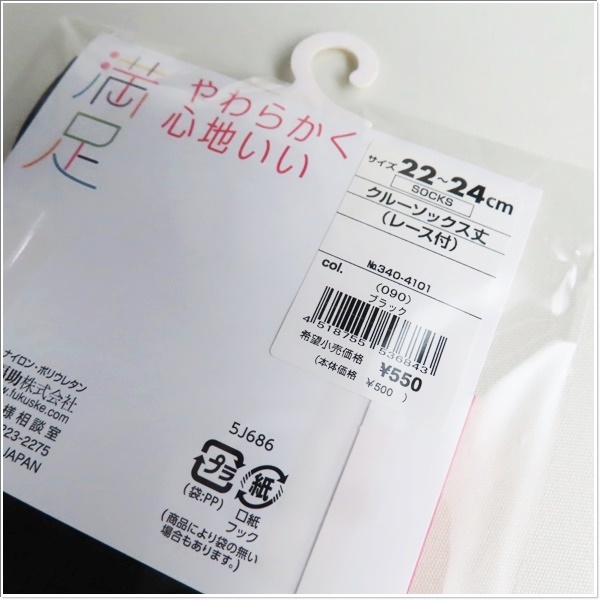 満足
やわらかく
心地いい
サイズ 22~24cm
SOCKS
クルーソックス丈
(レース付)
№340-4101
col.
(090)
ブラック
4 518755 536843
希望小売価格 ¥550
(本体価格 ¥500 )
ナイロン・ポリウレタン
助株式会社
w.fukuske.com
様相談室
223-2275
JAPAN
5J686
プラ
紙
(袋:PP)
口紙
フック
(商品により袋の無い
場合もあります。)